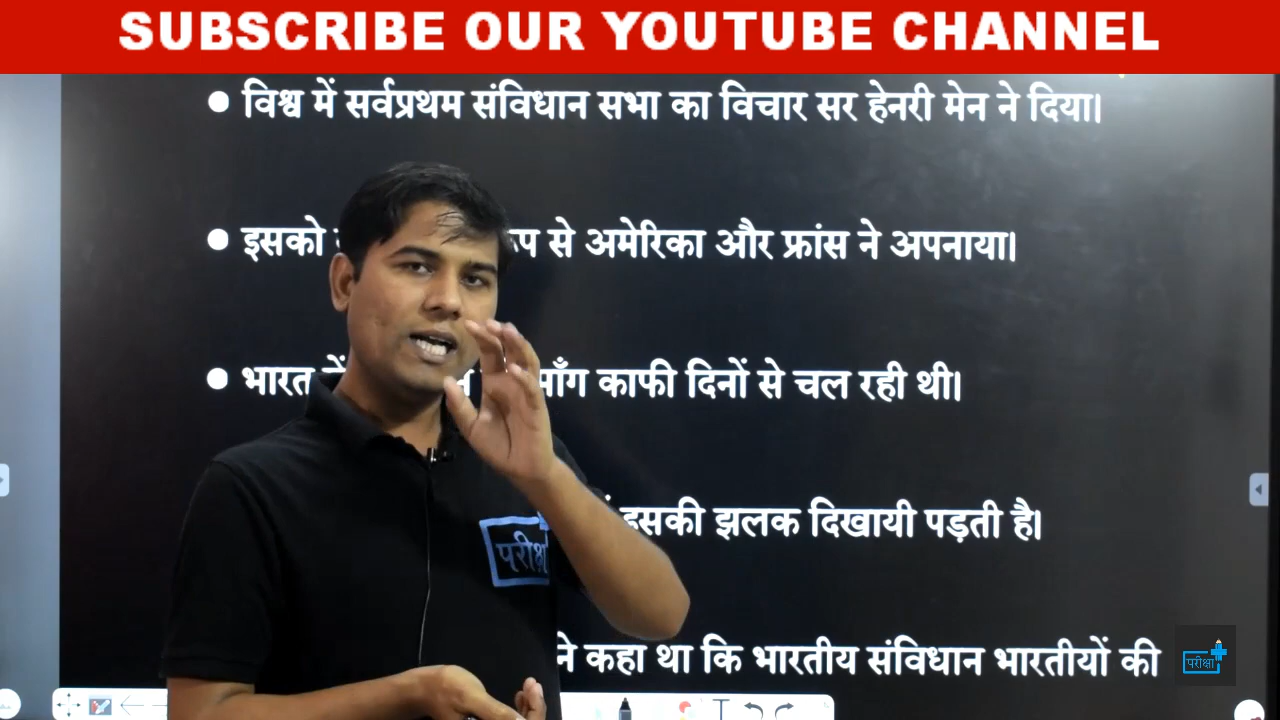 SUBSCRIBE OUR YOUTUBE CHANNEL
• विश्व में सर्वप्रथम संविधान सभा का विचार सर हेनरी मेन ने दिया।
• इसको से अमेरिका और फ्रांस ने अपनाया।
• भारत माँग काफी दिनों से चल रही थी।
इसकी झलक दिखायी पड़ती है।
परीक्षा
ने कहा था कि भारतीय संविधान भारतीयों की
परीक्षा